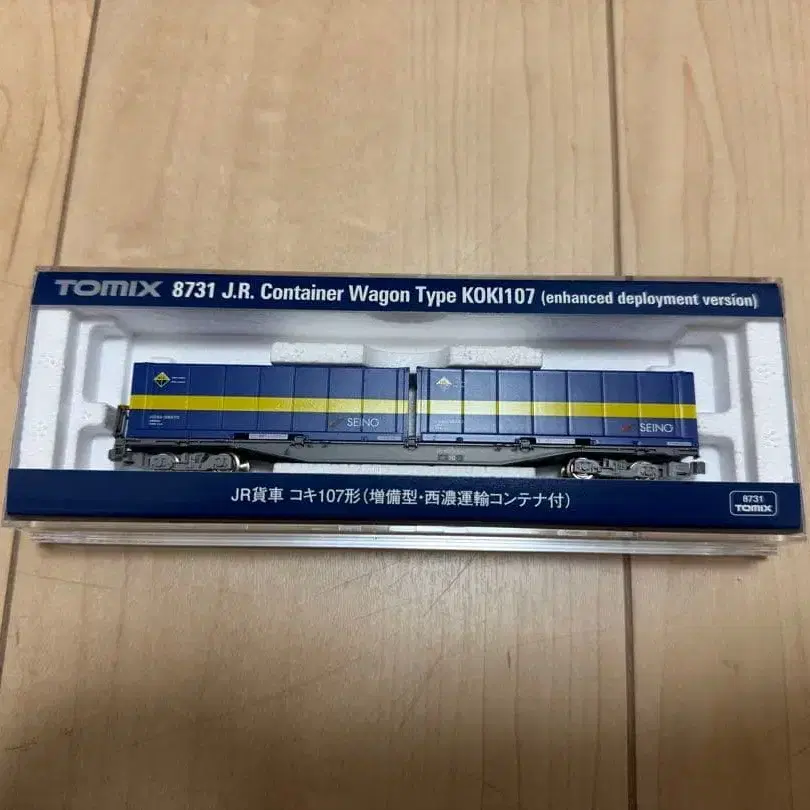 TOMIX 8731 J.R. Container Wagon Type KOKI107 (enhanced deployment version)
SEINO
SEINO
JR貨車 コキ107形(増備型・西濃運輸コンテナ付)
8731
TOMIX